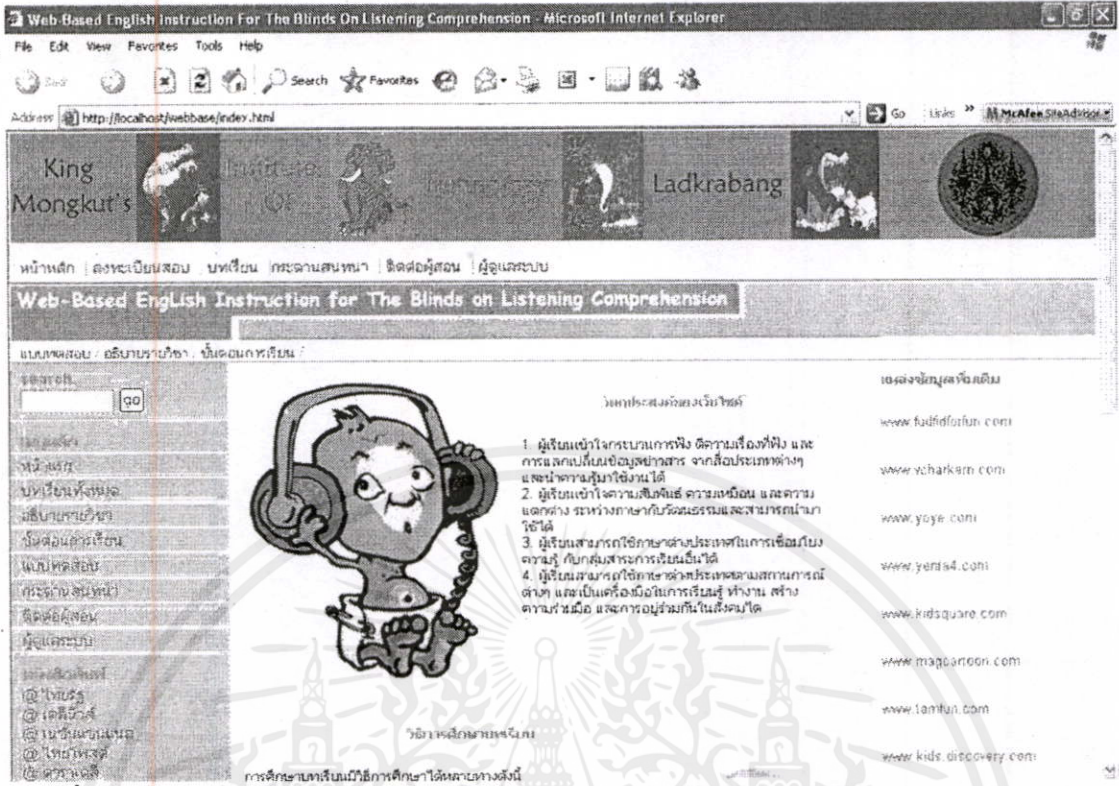 Web-Based English Instruction For The Blinds On Listening Comprehension - Microsoft Internet Explorer
File Edit View Favorites Tools Help
Search Favorites
Address http://localhost/webbase/index.html Go Links McAfee SiteAdvisor
King Mongkut's Institute Of Ladkrabang
หน้าหลัก ลงทะเบียนสอบ บทเรียน กระดานสนทนา ติดต่อผู้สอน ผู้ดูแลระบบ
Web-Based EngLish Instruction for The Blinds on Listening Comprehension
แบบทดสอบ / อธิบายรายวิชา / ขั้นตอนการเรียน /
search
go
หน้าแรก
บทเรียนทั้งหมด
อธิบายรายวิชา
ขั้นตอนการเรียน
แบบทดสอบ
กระดานสนทนา
ติดต่อผู้สอน
ผู้ดูแลระบบ
@ ไทยรัฐ
@ เดลินิวส์
@ ไทยโพสต์
วัตถุประสงค์ของเว็บไซต์
1. ผู้เรียนเข้าใจกระบวนการฟัง ตีความเรื่องที่ฟัง และ
การแลกเปลี่ยนข้อมูลข่าวสาร จากสื่อประเภทต่างๆ
และนำความรู้มาใช้งานได้
2. ผู้เรียนเข้าใจความสัมพันธ์ ความเหมือน และความ
แตกต่าง ระหว่างภาษากับวัฒนธรรมและสามารถนำมา
ใช้ได้
3. ผู้เรียนสามารถใช้ภาษาต่างประเทศในการเชื่อมโยง
ความรู้ กับกลุ่มสาระการเรียนอื่นได้
4. ผู้เรียนสามารถใช้ภาษาต่างประเทศตามสถานการณ์
ต่างๆ และเป็นเครื่องมือในการเรียนรู้ ทำงาน สร้าง
ความร่วมมือ และการอยู่ร่วมกันในสังคมได้
วิธีการศึกษาบทเรียน
การศึกษาบทเรียนมีวิธีการศึกษาได้หลายทางดังนี้
แหล่งข้อมูลเพิ่มเติม
www.fudfidforfun.com
www.vcharkarn.com
www.yenta4.com
www.kidsquare.com
www.magcartoon.com
www.tamfun.com
www.kids.discovery.com